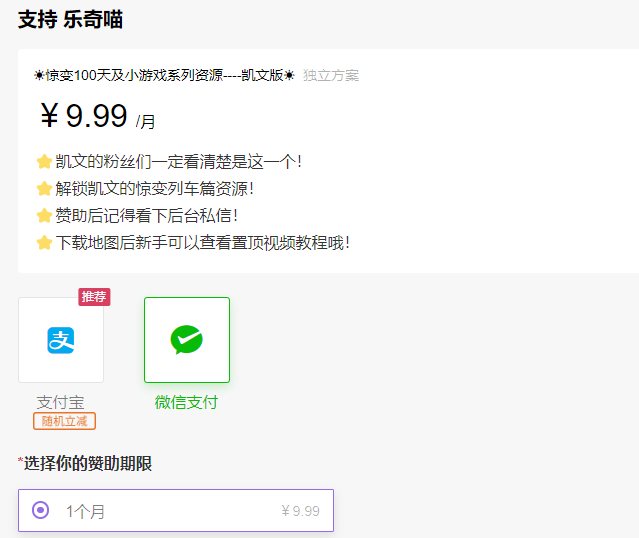 支持 乐奇喵
☀惊变100天及小游戏系列资源----凯文版☀ 独立方案
￥9.99 /月
⭐凯文的粉丝们一定看清楚是这一个！
⭐解锁凯文的惊变列车篇资源！
⭐赞助后记得看下后台私信！
⭐下载地图后新手可以查看置顶视频教程哦！
推荐
支
支付宝 微信支付
随机立减
*选择你的赞助期限
1个月 ￥9.99